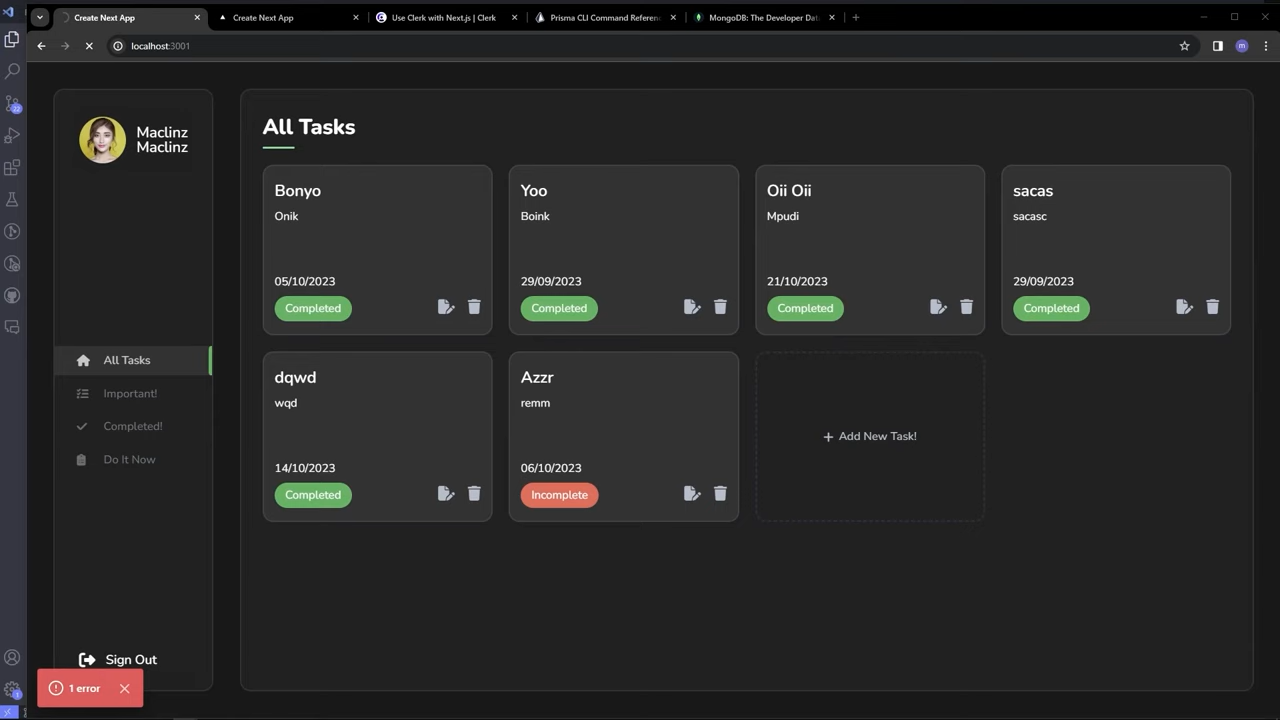 Create Next App
Create Next App
Use Clerk with Next.js | Clerk
Prisma CLI Command Referen
MongoDB: The Developer Dat
localhost:3001
m
22
Maclinz
Maclinz
All Tasks
Important!
Completed!
Do It Now
Sign Out
1 error
1
All Tasks
Bonyo
Onik
05/10/2023
Completed
Yoo
Boink
29/09/2023
Completed
Oii Oii
Mpudi
21/10/2023
Completed
sacas
sacasc
29/09/2023
Completed
dqwd
wqd
14/10/2023
Completed
Azzr
remm
06/10/2023
Incomplete
+ Add New Task!